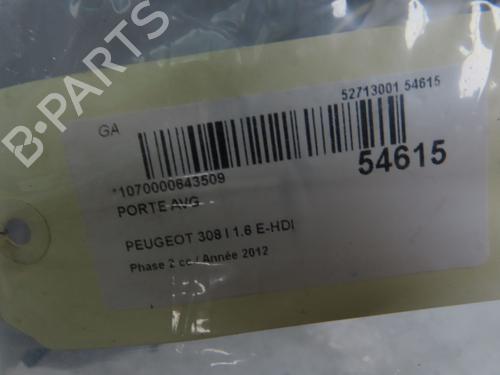 B-PARTS
52713001 54615
GA
54615
*1070000643509
PORTE AVG
PEUGEOT 308 I 1.6 E-HDI
Phase 2 cc / Année 2012